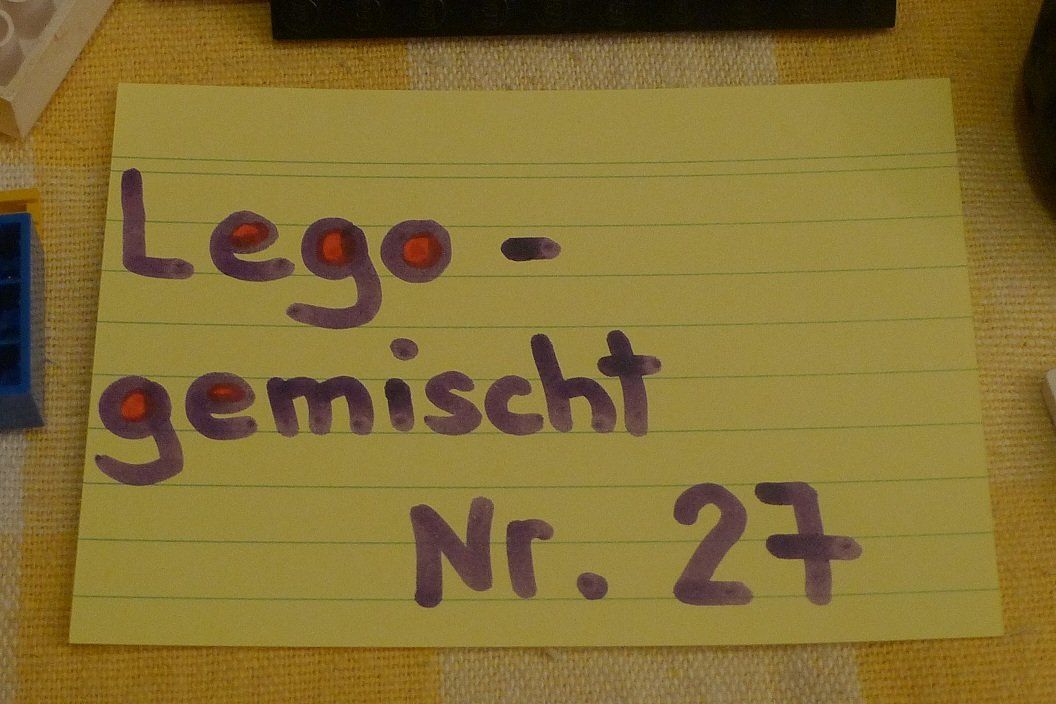 Lego -
gemischt
Nr. 27